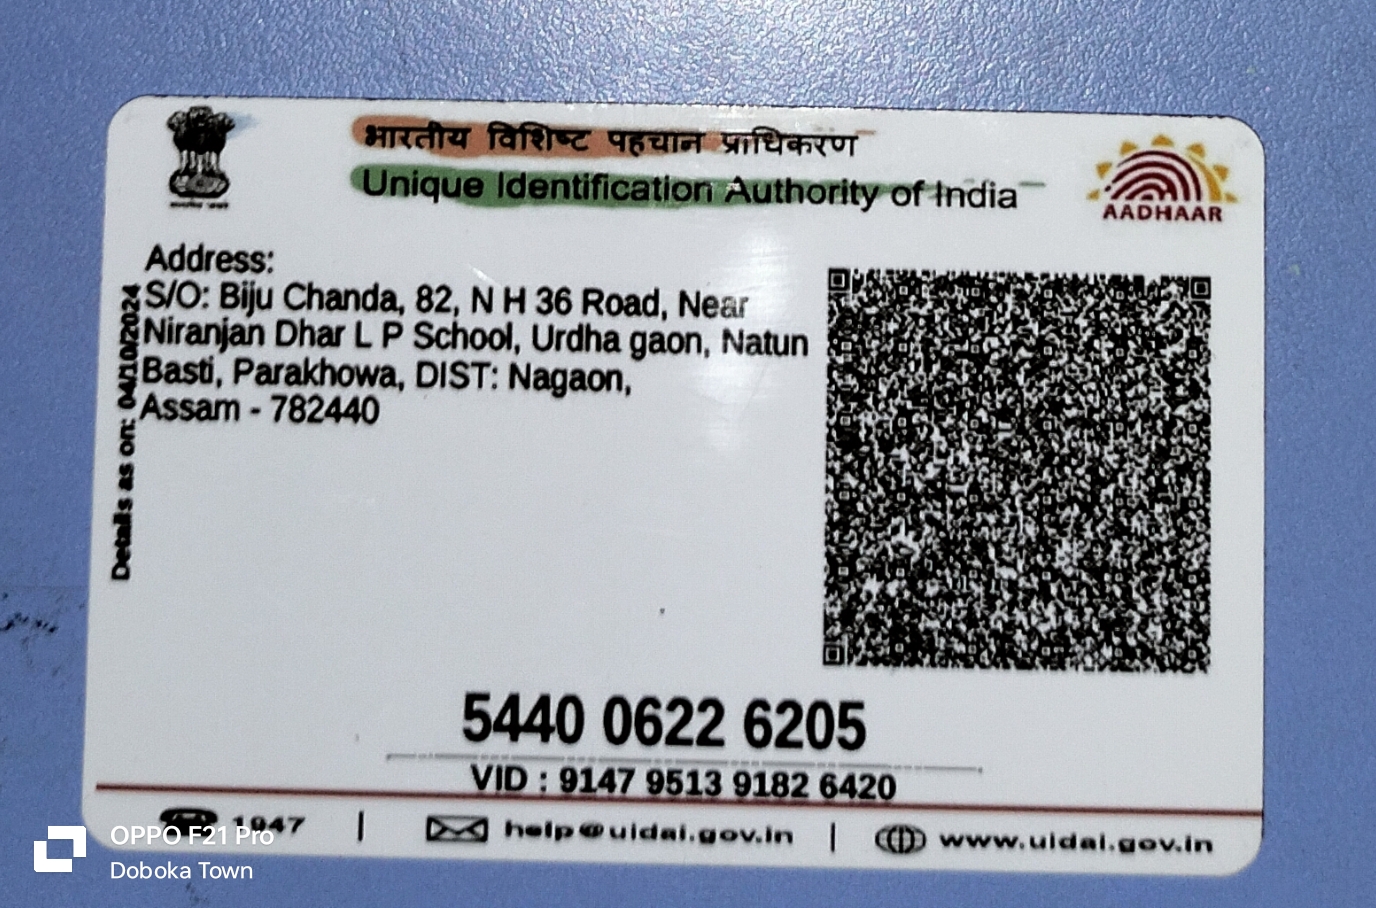 भारतीय विशिष्ट पहचान प्राधिकरण
Unique Identification Authority of India
AADHAAR
Address:
S/O: Biju Chanda, 82, N H 36 Road, Near
Niranjan Dhar L P School, Urdha gaon, Natun
Basti, Parakhowa, DIST: Nagaon,
Assam - 782440
Details as on: 04/10/2024
5440 0622 6205
VID : 9147 9513 9182 6420
1947 | help@uidai.gov.in | www.uidai.gov.in
OPPO F21 Pro
Doboka Town